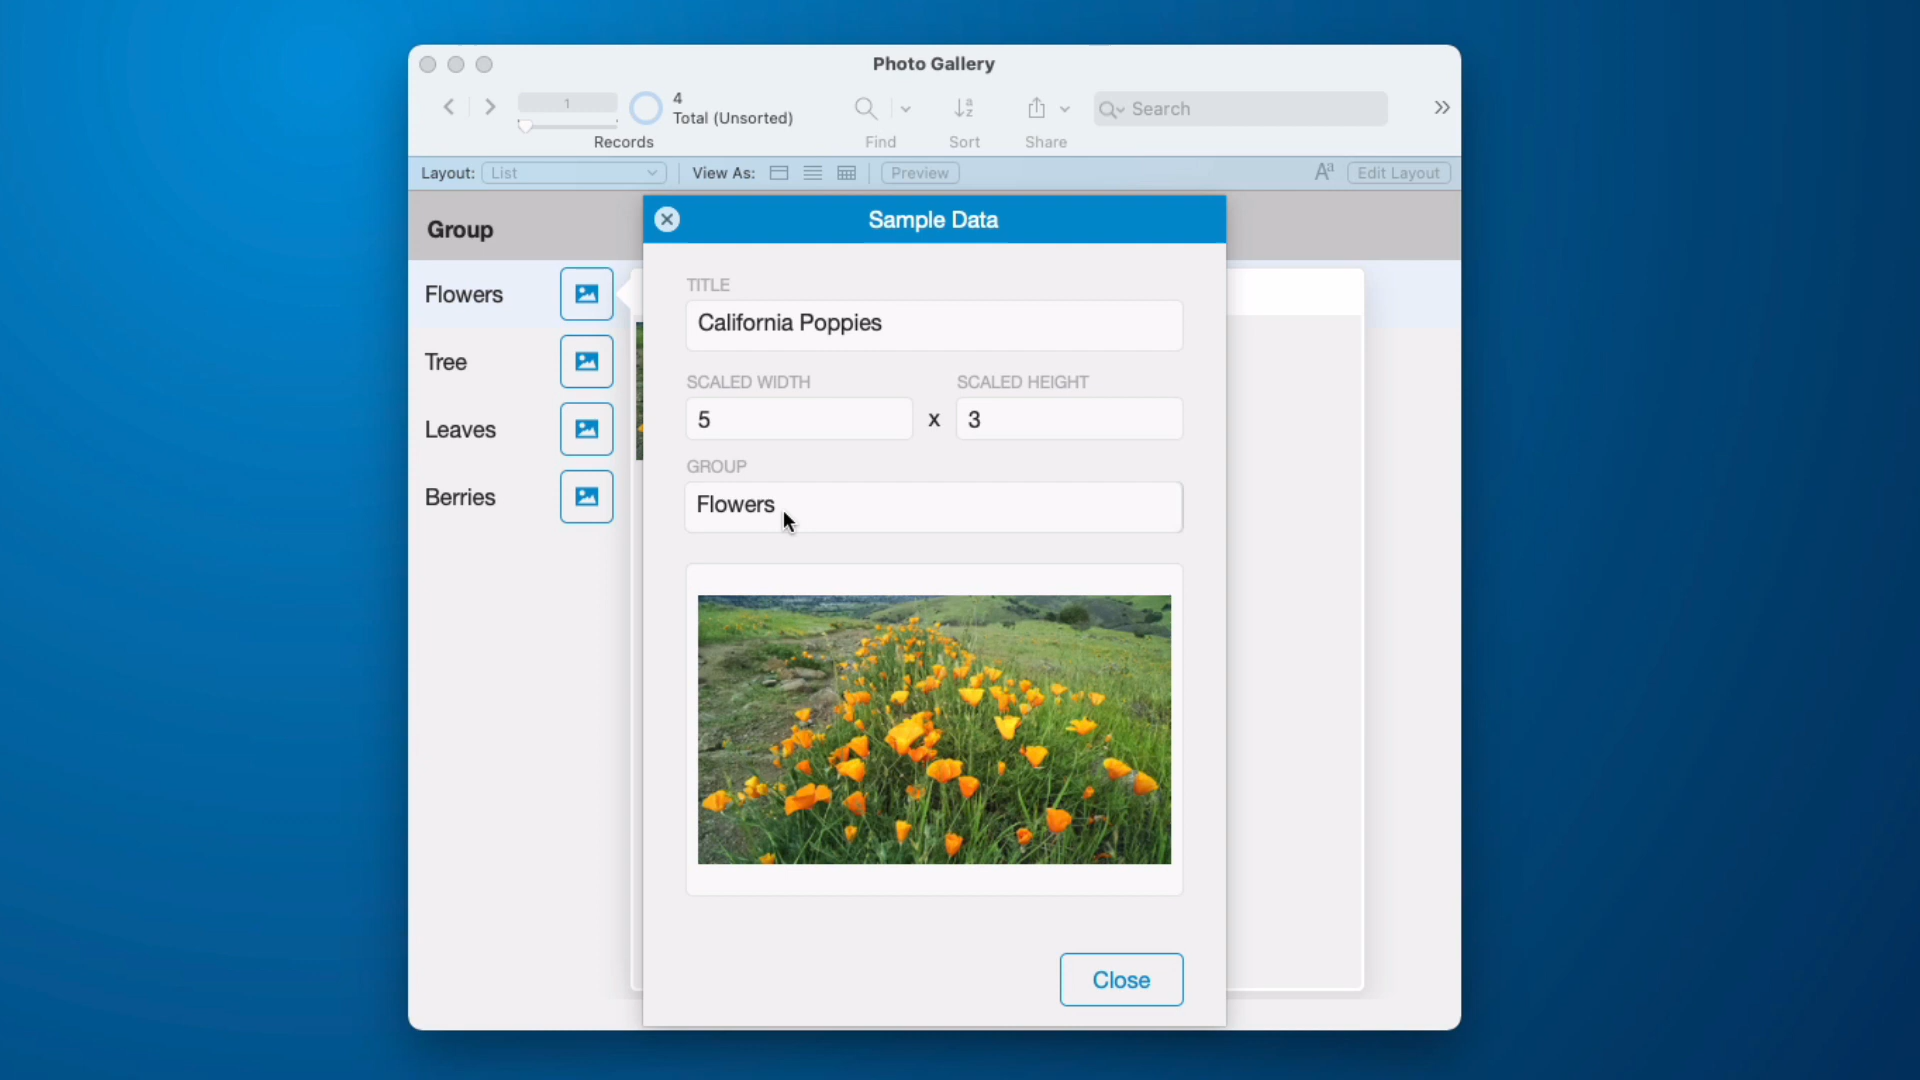 Photo Gallery
1
4
Total (Unsorted)
Records
Find
Sort
Share
Search
Layout: List
View As:
Preview
Aa
Edit Layout
Group
Sample Data
Flowers
Tree
Leaves
Berries
TITLE
California Poppies
SCALED WIDTH
SCALED HEIGHT
5 x 3
GROUP
Flowers
Close